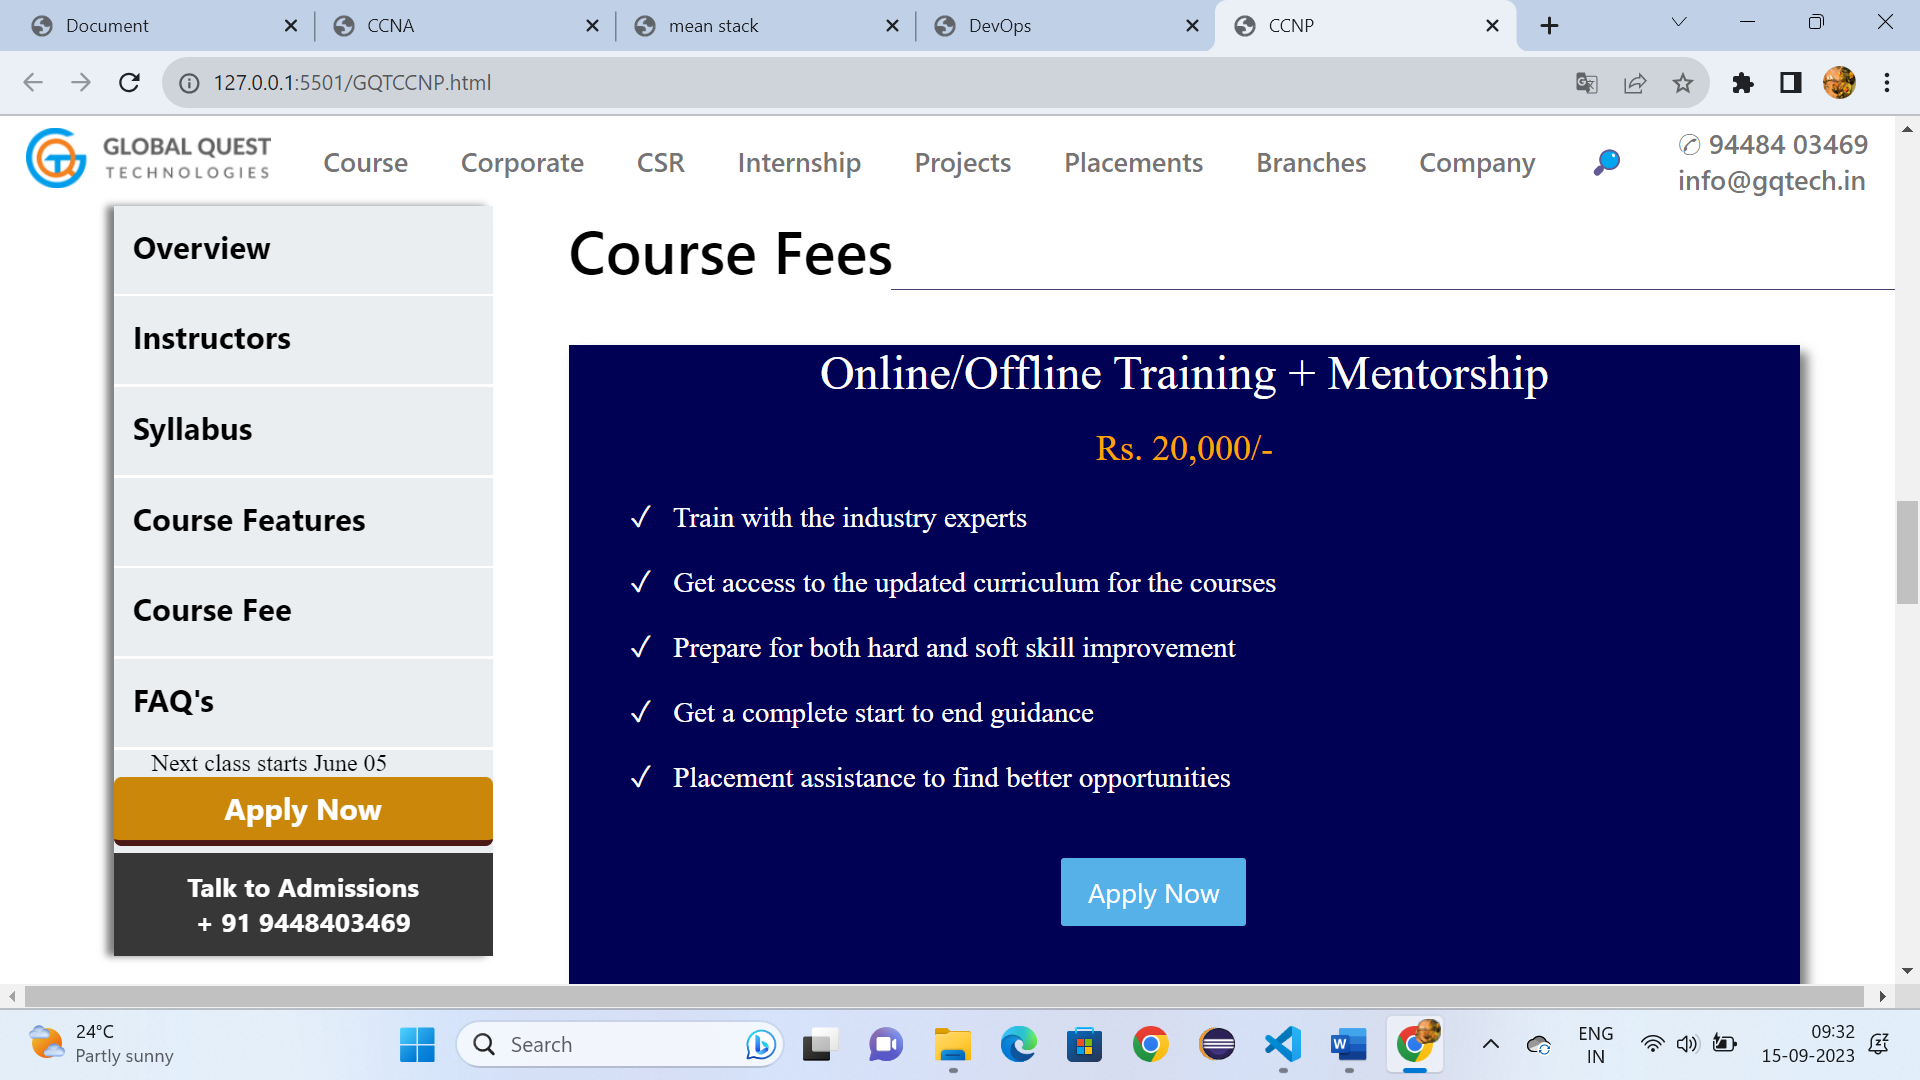 Document
CCNA
mean stack
DevOps
CCNP
127.0.0.1:5501/GQTCCNP.html
GLOBAL QUEST
TECHNOLOGIES
Course
Corporate
CSR
Internship
Projects
Placements
Branches
Company
✆ 94484 03469
info@gqtech.in
Overview
Instructors
Syllabus
Course Features
Course Fee
FAQ's
Next class starts June 05
Apply Now
Talk to Admissions
+ 91 9448403469
Course Fees
Online/Offline Training + Mentorship
Rs. 20,000/-
✓ Train with the industry experts
✓ Get access to the updated curriculum for the courses
✓ Prepare for both hard and soft skill improvement
✓ Get a complete start to end guidance
✓ Placement assistance to find better opportunities
Apply Now
24°C
Partly sunny
Search
ENG
IN
09:32
15-09-2023